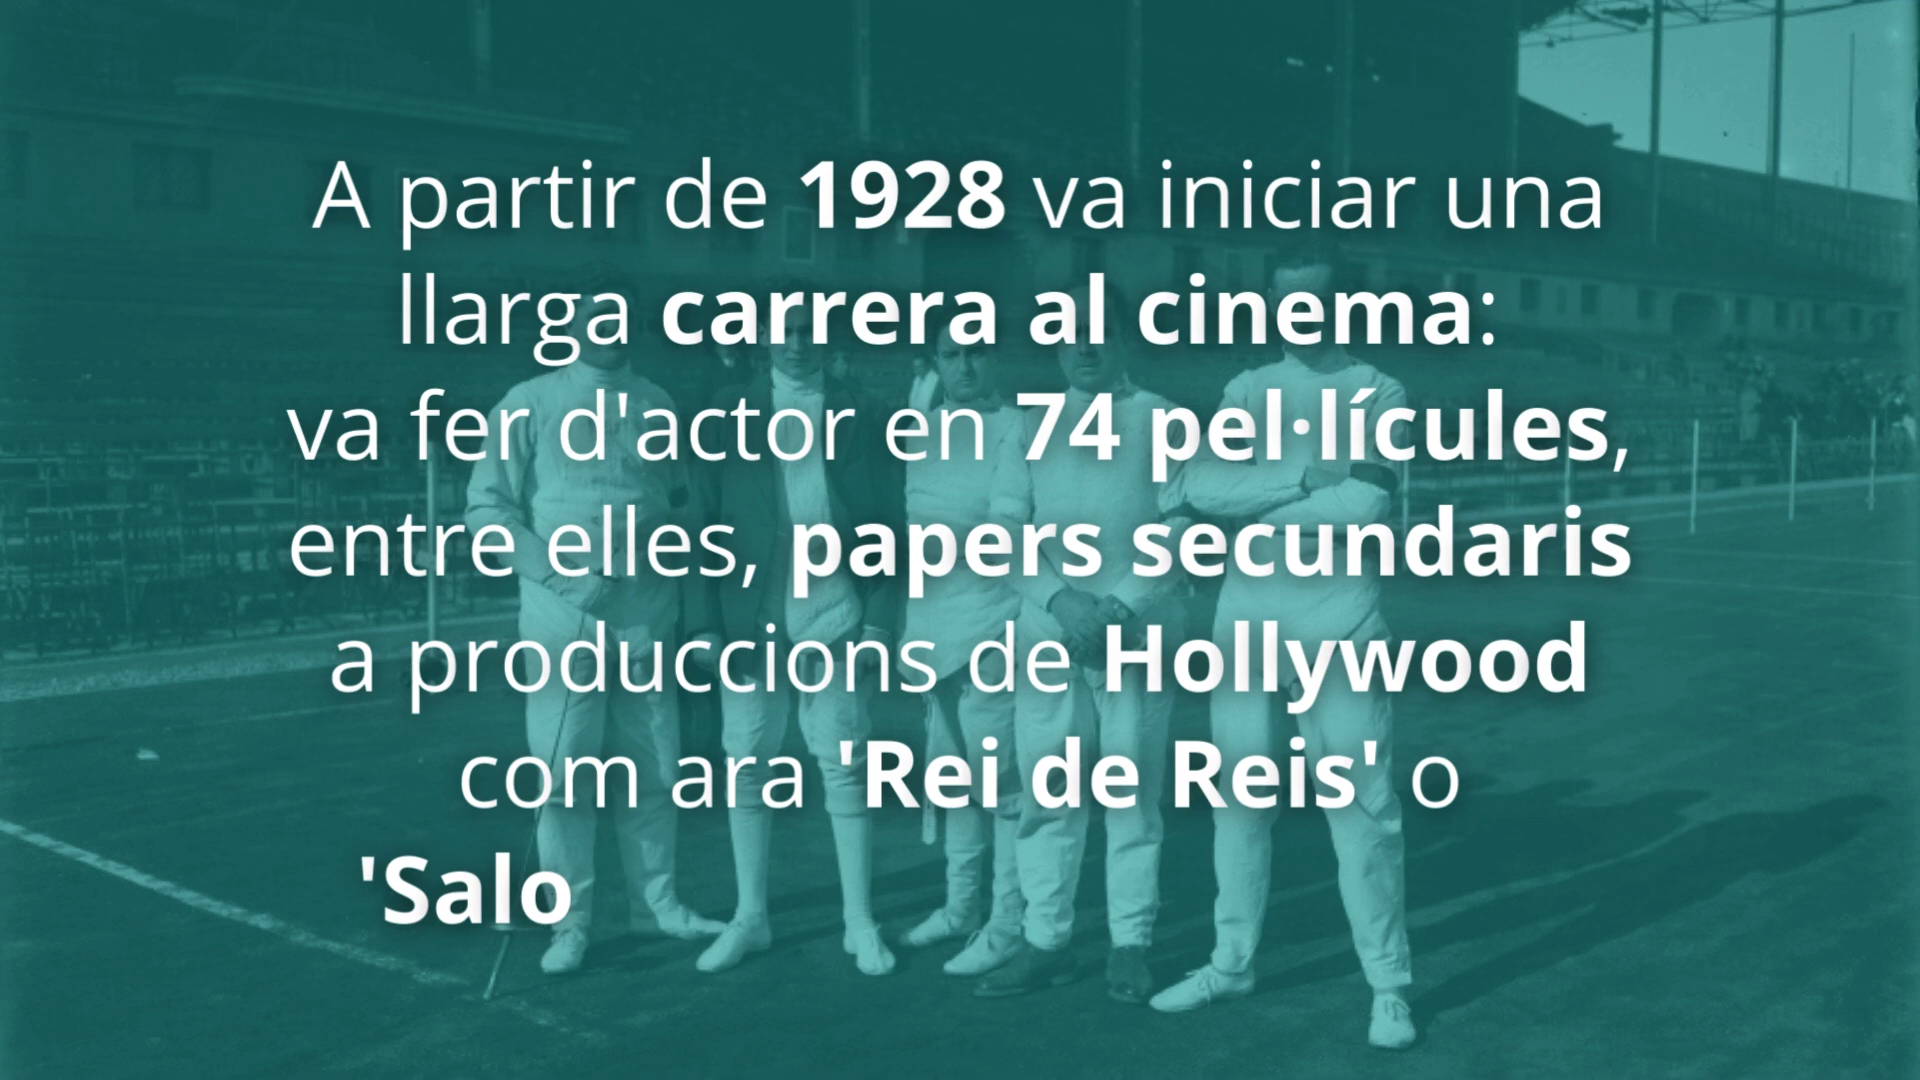 A partir de 1928 va iniciar una
llarga carrera al cinema:
va fer d'actor en 74 pel·lícules,
entre elles, papers secundaris
a produccions de Hollywood
com ara 'Rei de Reis' o
'Salo